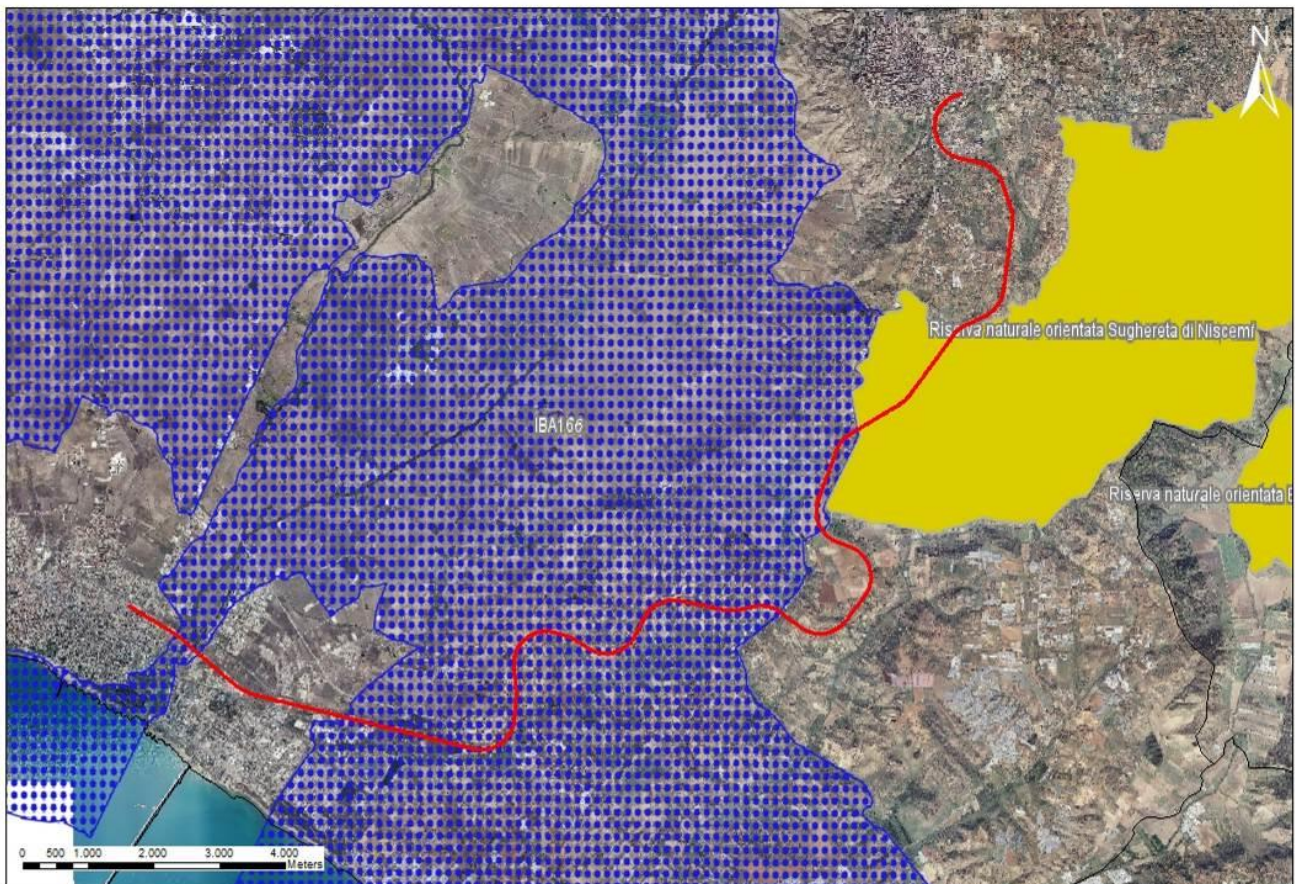 N
Riserva naturale orientata Sughereta di Niscemi
IBA166
Riserva naturale orientata B
0 500 1.000 2.000 3.000 4.000
Meters